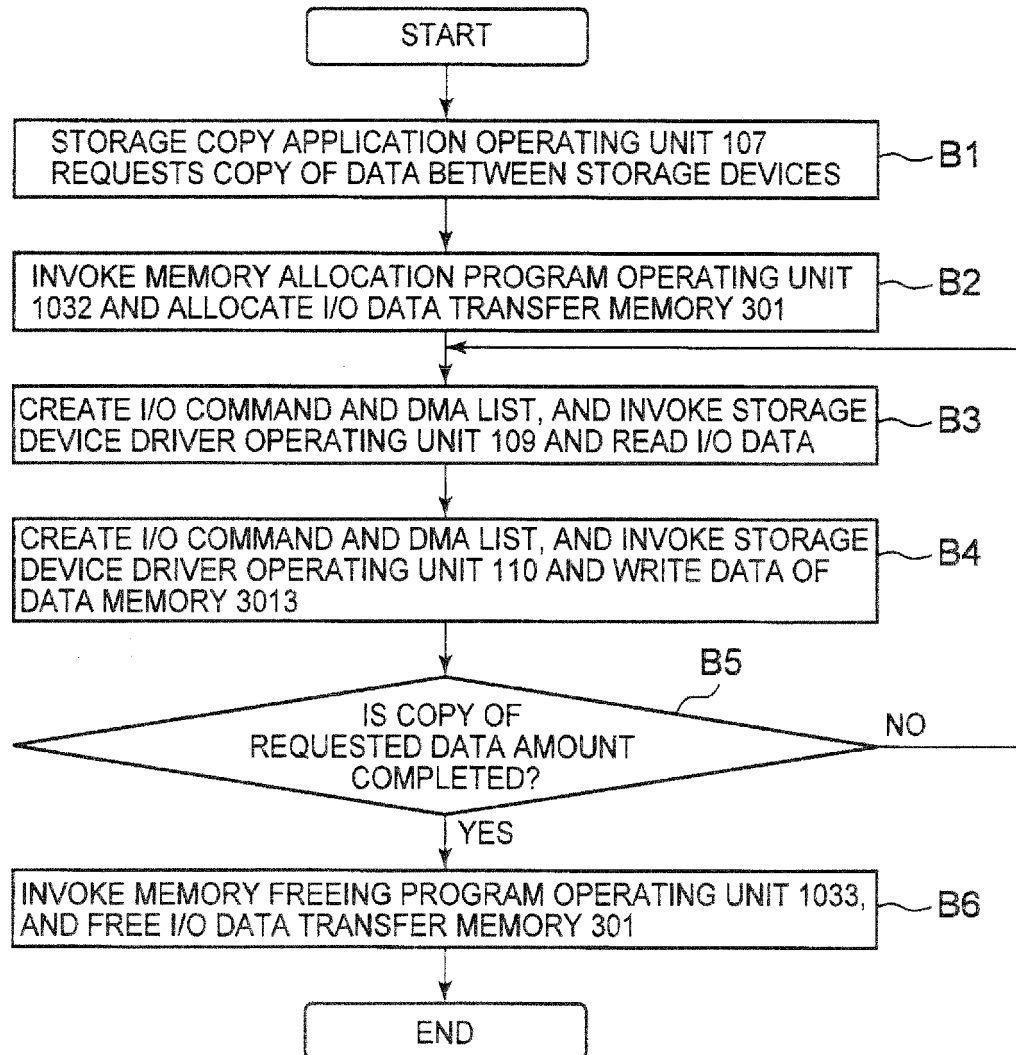 START
STORAGE COPY APPLICATION OPERATING UNIT 107
REQUESTS COPY OF DATA BETWEEN STORAGE DEVICES
B1
INVOKE MEMORY ALLOCATION PROGRAM OPERATING UNIT
1032 AND ALLOCATE I/O DATA TRANSFER MEMORY 301
B2
CREATE I/O COMMAND AND DMA LIST, AND INVOKE STORAGE
DEVICE DRIVER OPERATING UNIT 109 AND READ I/O DATA
B3
CREATE I/O COMMAND AND DMA LIST, AND INVOKE STORAGE
DEVICE DRIVER OPERATING UNIT 110 AND WRITE DATA OF
DATA MEMORY 3013
B4
B5
IS COPY OF
REQUESTED DATA AMOUNT
COMPLETED?
NO
YES
INVOKE MEMORY FREEING PROGRAM OPERATING UNIT 1033,
AND FREE I/O DATA TRANSFER MEMORY 301
B6
END